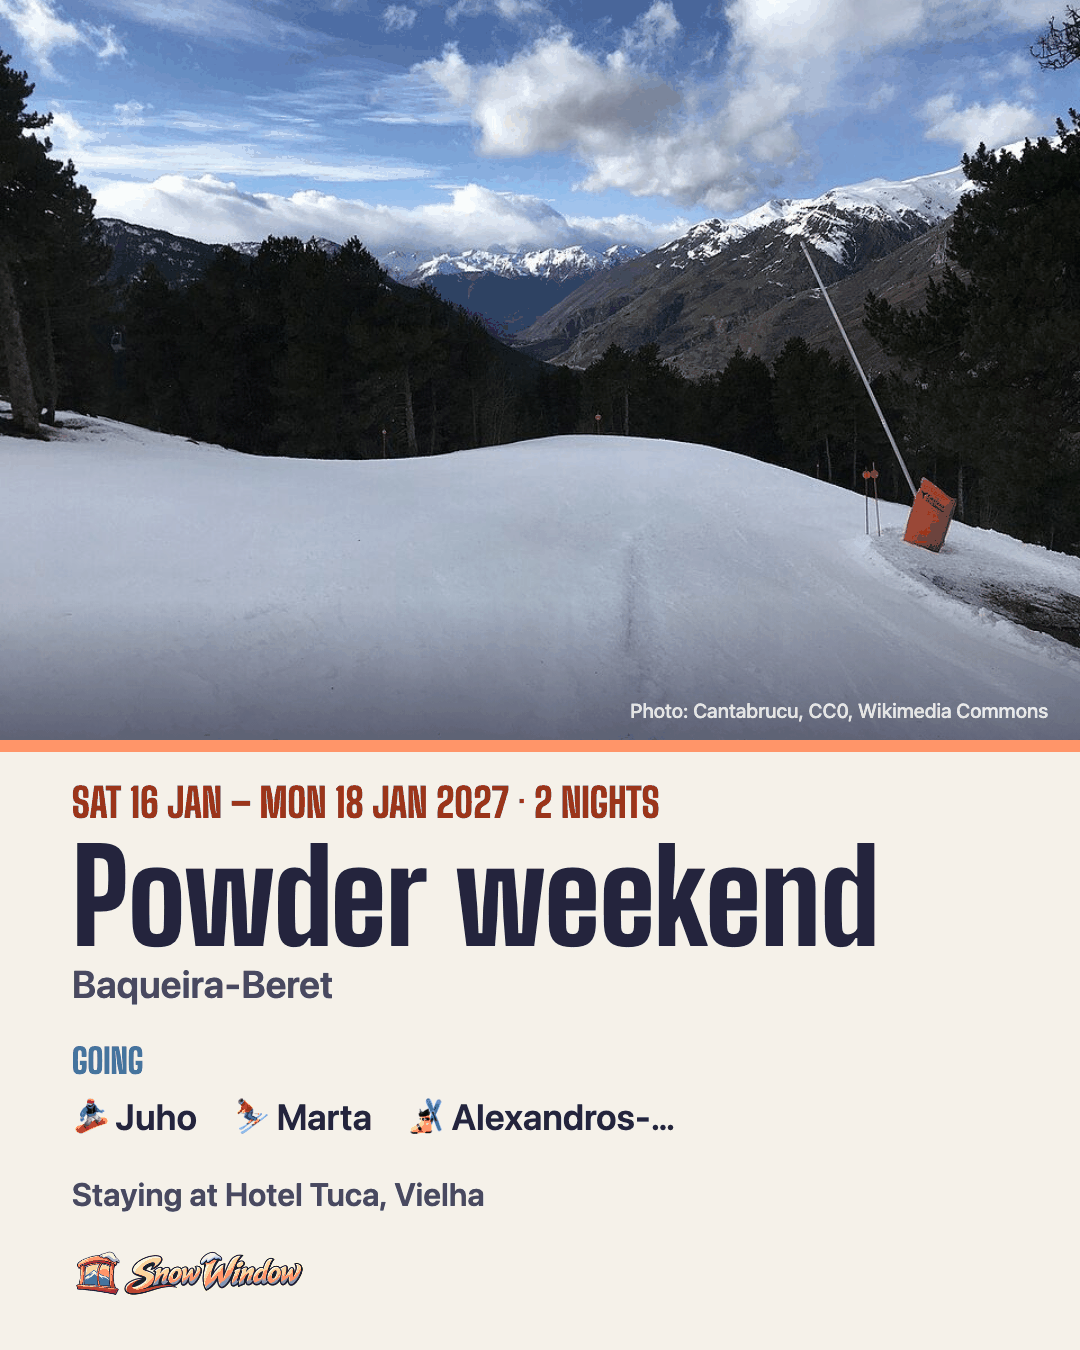 Photo: Cantabrucu, CC0, Wikimedia Commons
SAT 16 JAN – MON 18 JAN 2027 · 2 NIGHTS
Powder weekend
Baqueira-Beret
GOING
Juho Marta Alexandros-…
Staying at Hotel Tuca, Vielha
SnowWindow